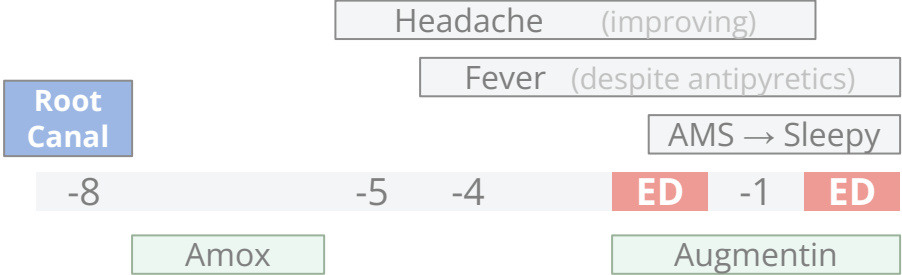 Headache (improving)
Fever (despite antipyretics)
Root
Canal
AMS → Sleepy
-8 -5 -4 ED -1 ED
Amox Augmentin